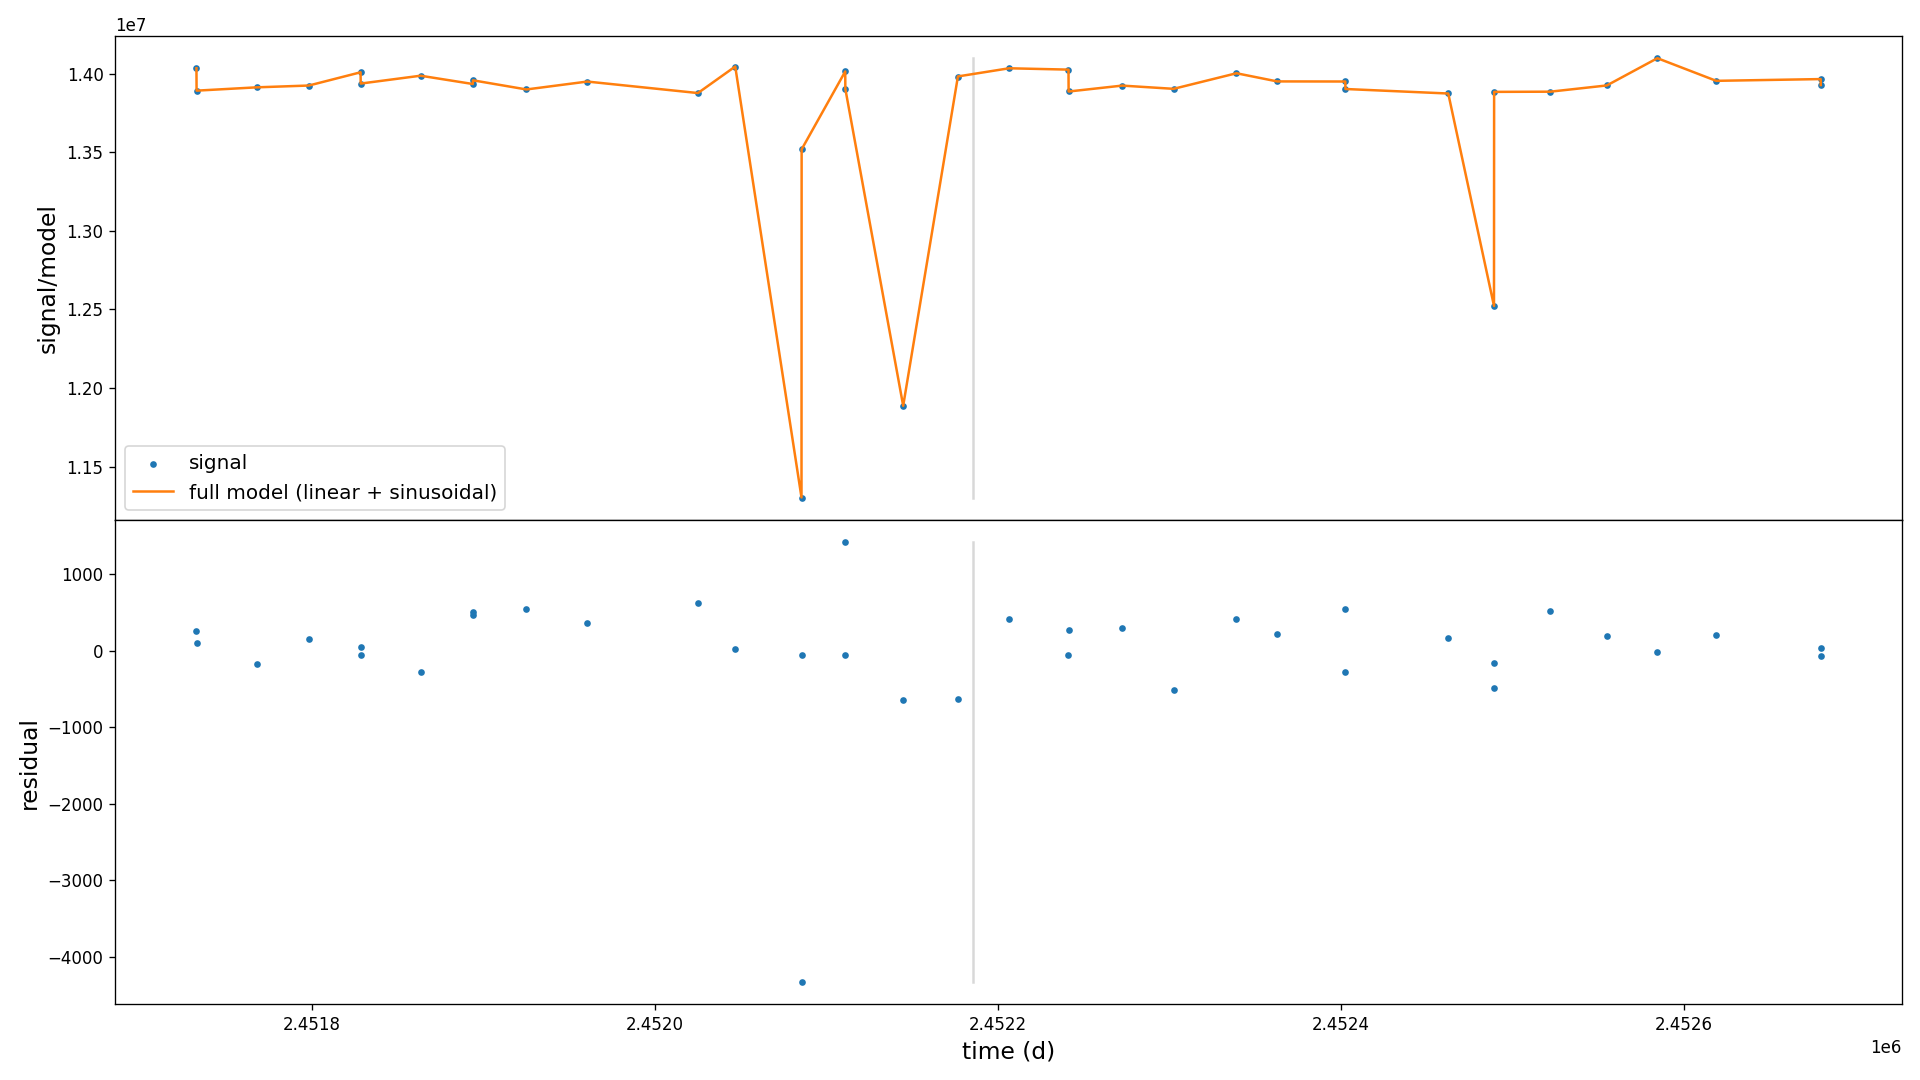 1e7
1.40
1.35
1.30
1.25
1.20
1.15
signal/model
signal
full model (linear + sinusoidal)
1000
0
−1000
−2000
−3000
−4000
residual
2.4518
2.4520
2.4522
2.4524
2.4526
1e6
time (d)